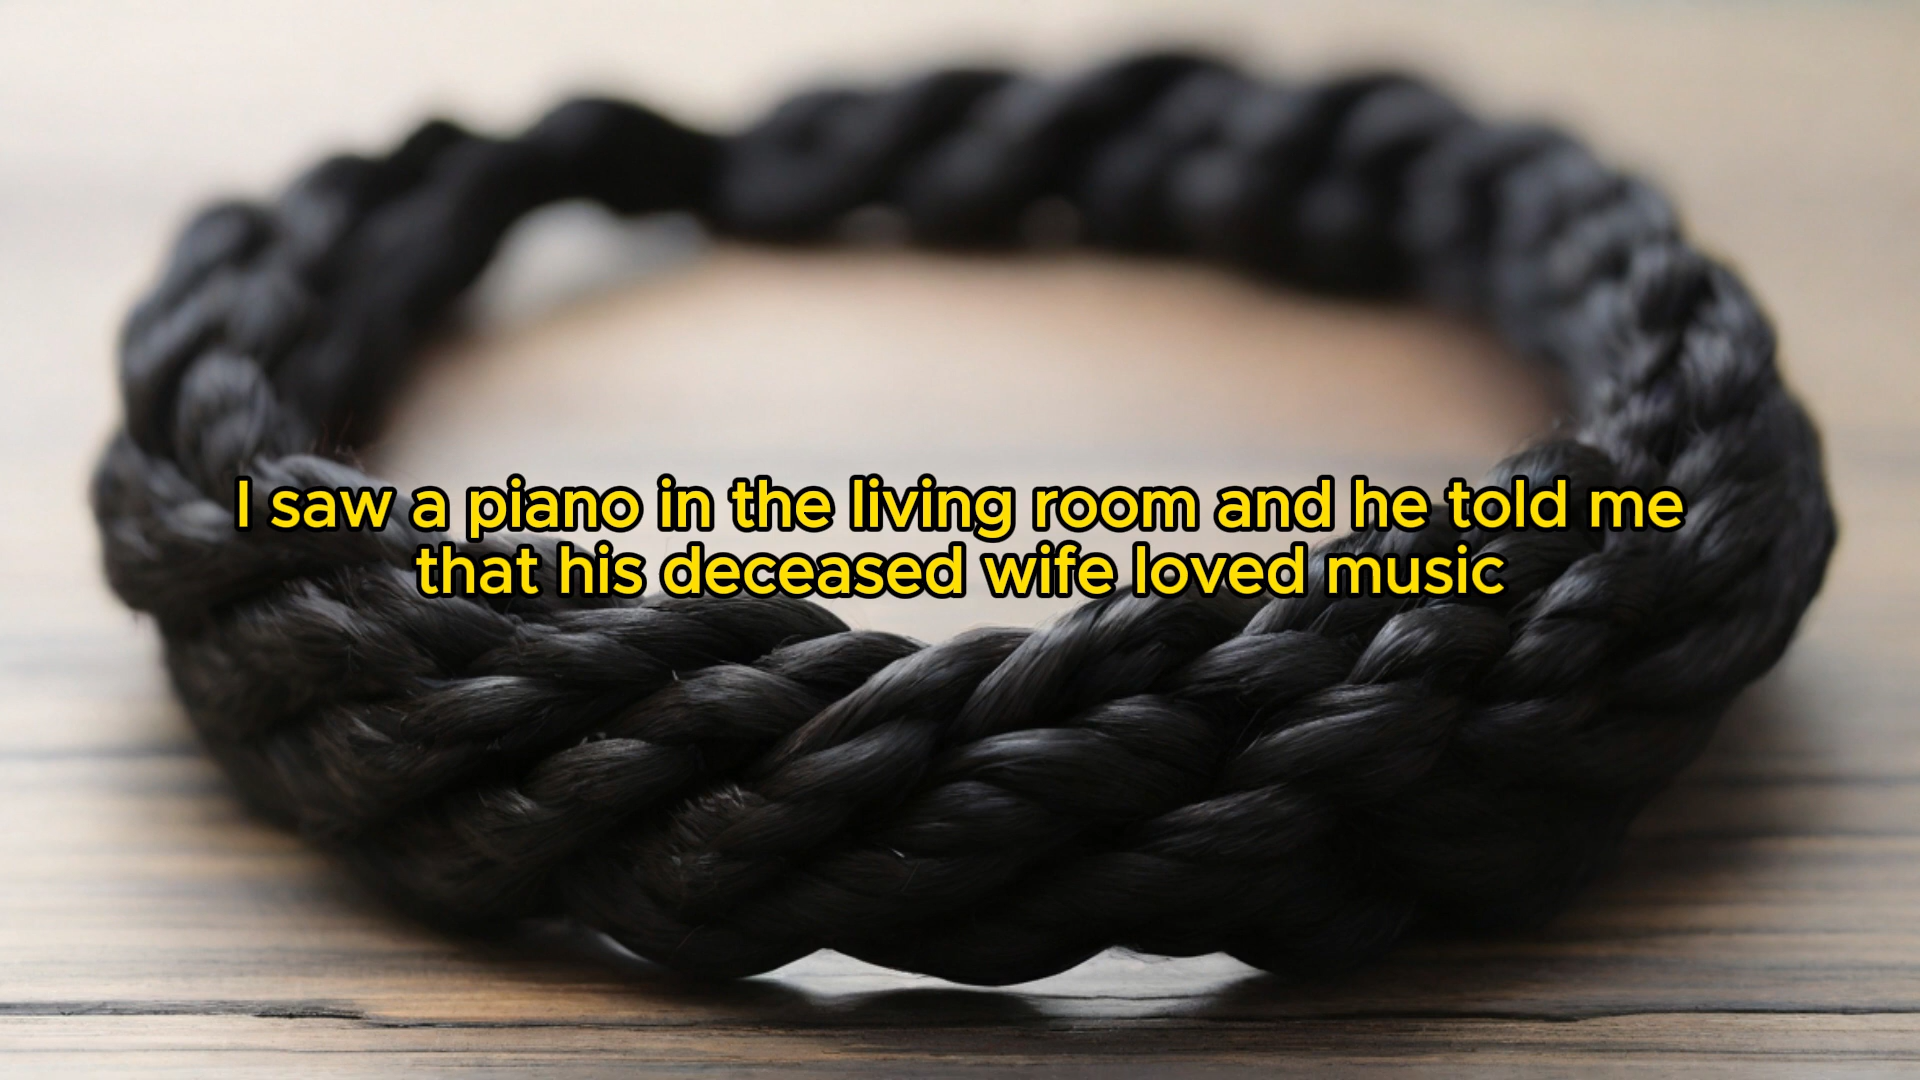 I saw a piano in the living room and he told me
that his deceased wife loved music